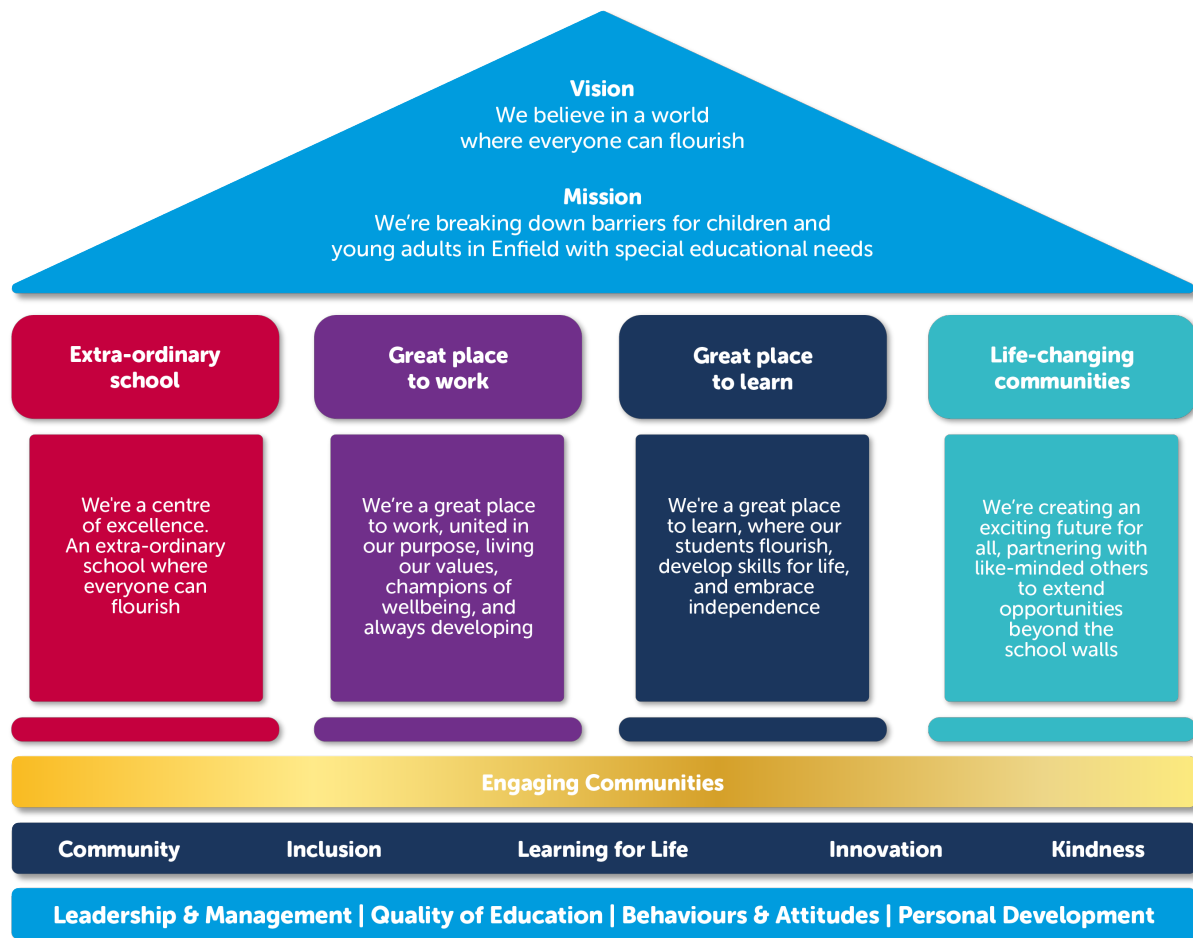 Vision
We believe in a world
where everyone can flourish
Mission
We’re breaking down barriers for children and
young adults in Enfield with special educational needs
Extra-ordinary
school
Great place
to work
Great place
to learn
Life-changing
communities
We're a centre
of excellence.
An extra-ordinary
school where
everyone can
flourish
We’re a great place
to work, united in
our purpose, living
our values,
champions of
wellbeing, and
always developing
We're a great place
to learn, where our
students flourish,
develop skills for life,
and embrace
independence
We’re creating an
exciting future for
all, partnering with
like-minded others
to extend
opportunities
beyond the
school walls
Engaging Communities
Community Inclusion Learning for Life Innovation Kindness
Leadership & Management | Quality of Education | Behaviours & Attitudes | Personal Development